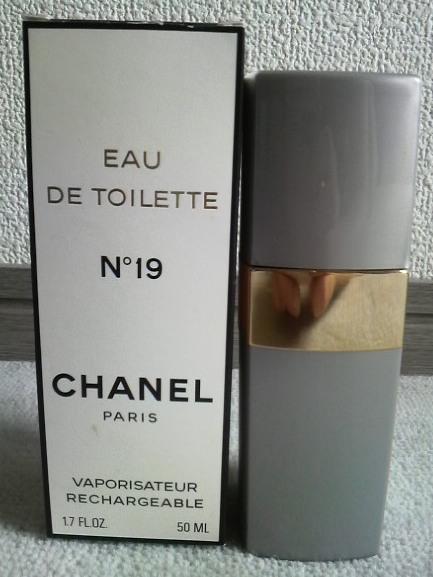 EAU
DE TOILETTE
N°19
CHANEL
PARIS
VAPORISATEUR
RECHARGEABLE
1.7 FL.OZ. 50 ML